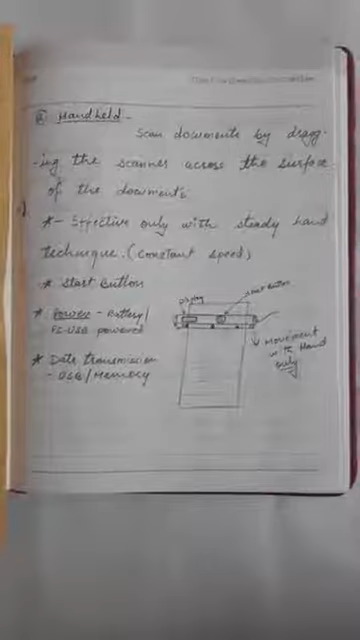 Handheld -
Scan documents by dragg-
-ing the scanner across the surface
of the documents
* - Effective only with steady hand
technique. (constant speed)
* Start Button
* Power - Battery/
PC-USB powered
* Data transmission
- USB/Memory
Display
Start Button
↓ Movement
with Hand
only